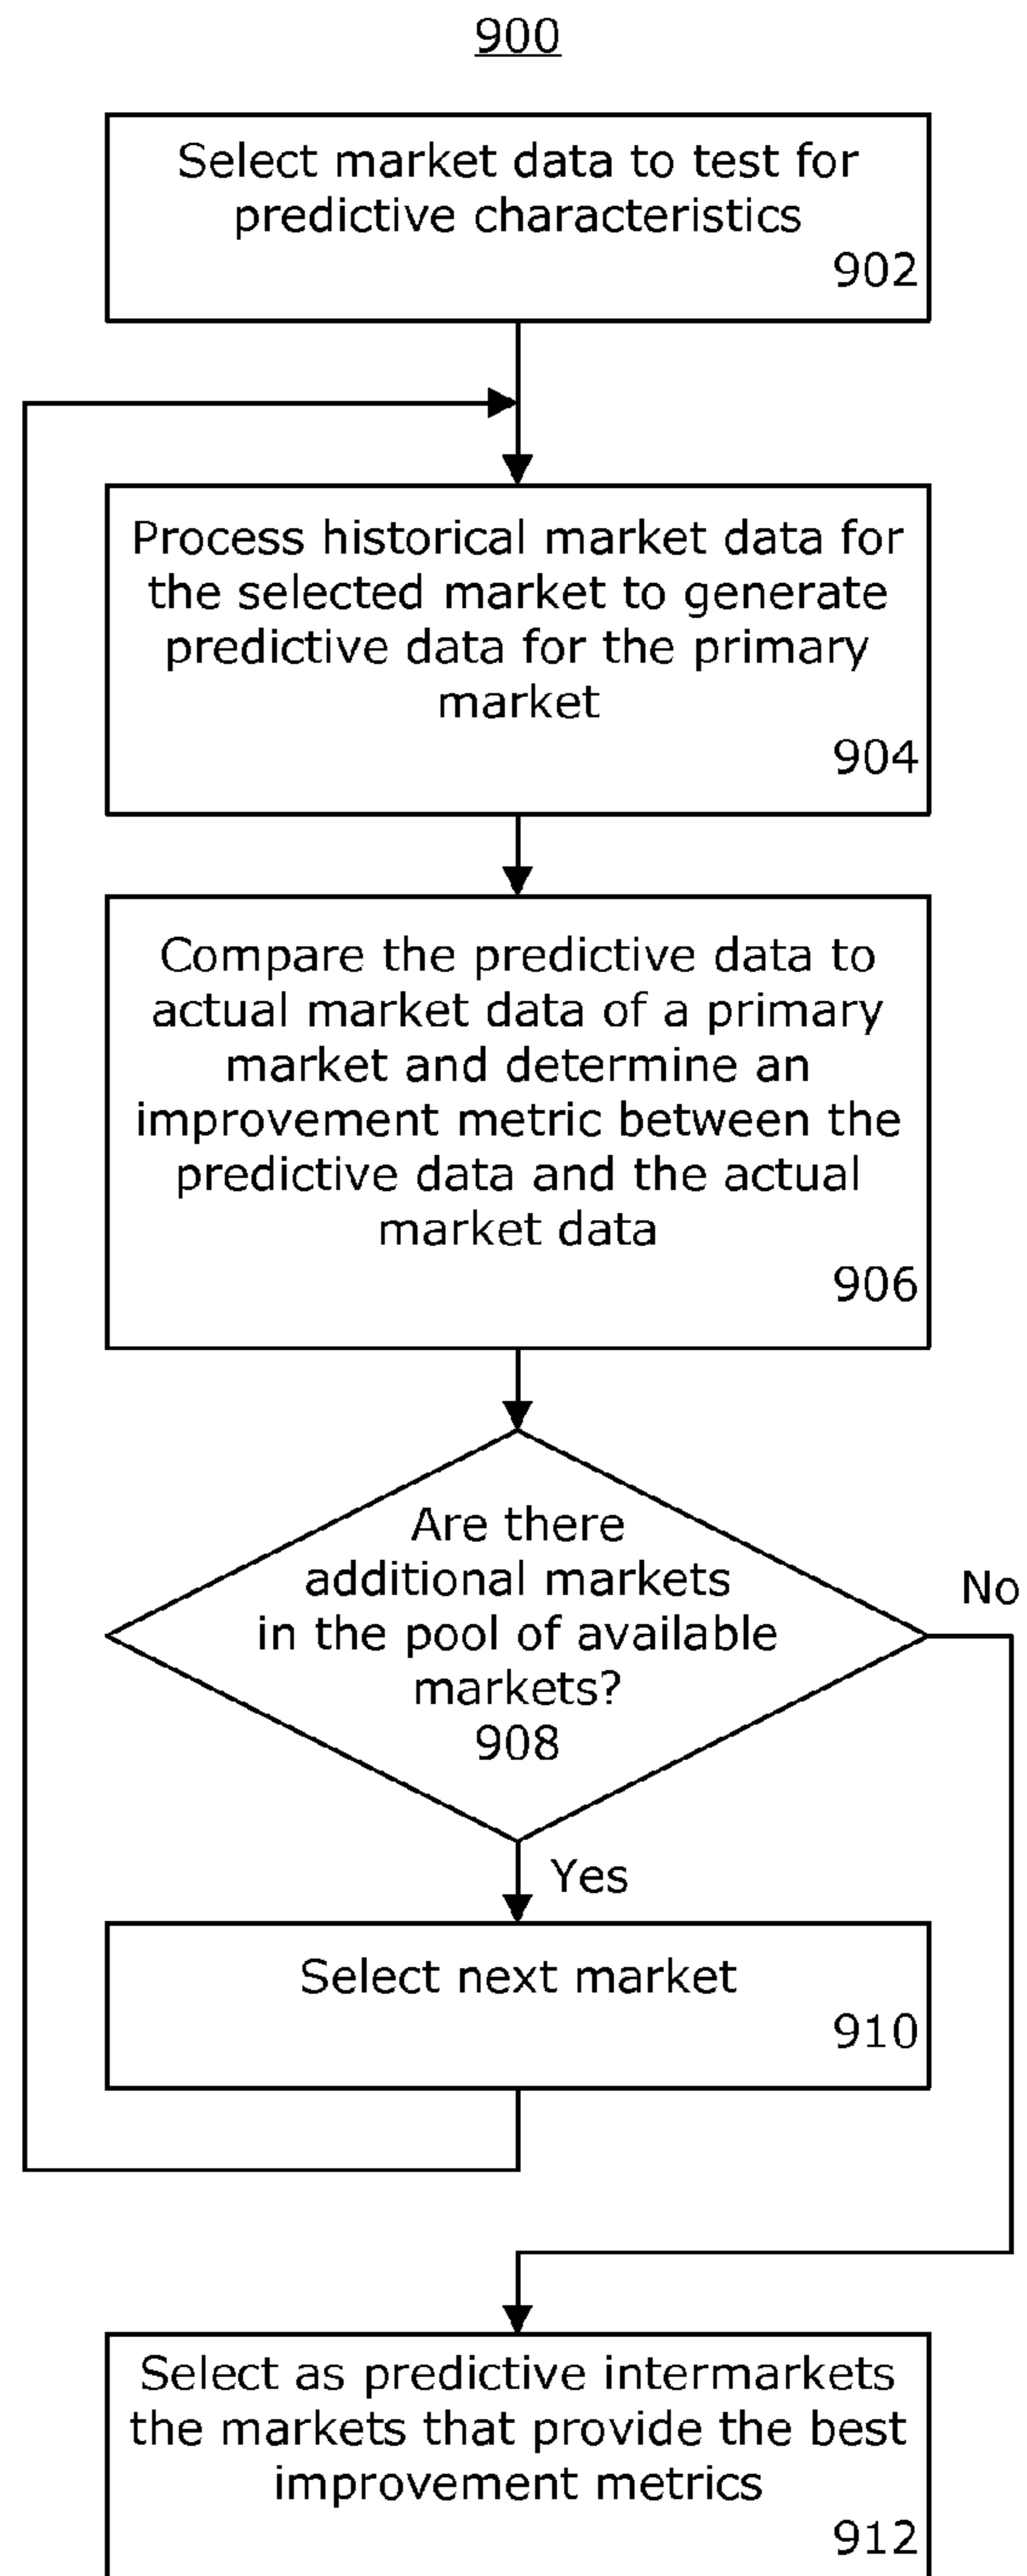 900
Select market data to test for
predictive characteristics
902
Process historical market data for
the selected market to generate
predictive data for the primary
market
904
Compare the predictive data to
actual market data of a primary
market and determine an
improvement metric between the
predictive data and the actual
market data
906
Are there
additional markets
in the pool of available
markets?
908
No
Yes
Select next market
910
Select as predictive intermarkets
the markets that provide the best
improvement metrics
912